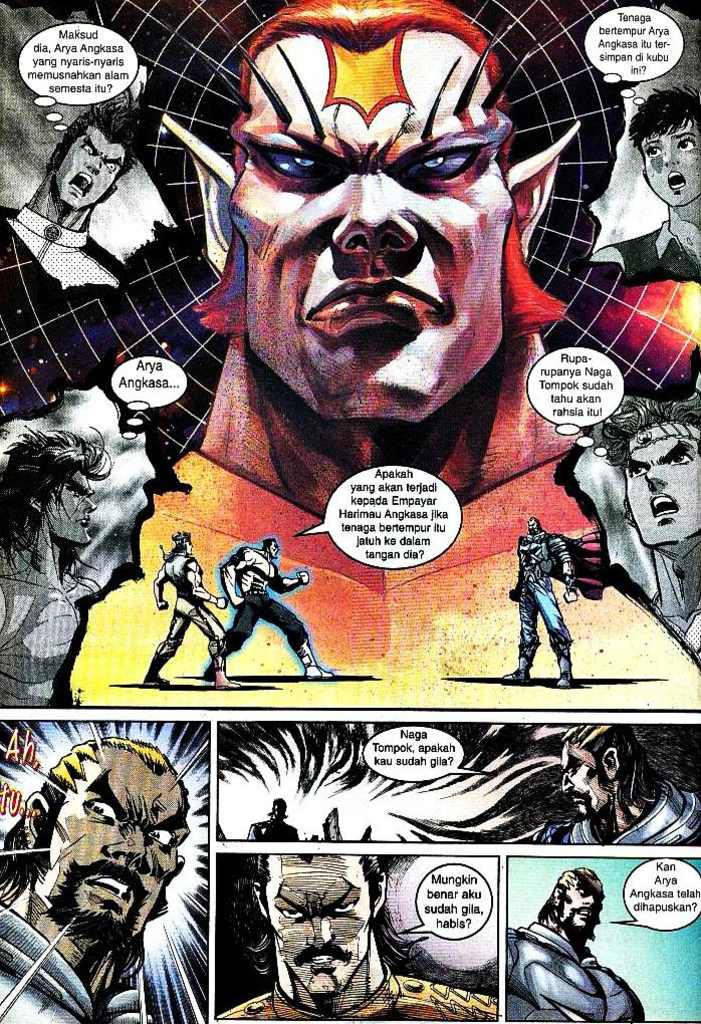 Maksud
dia, Arya Angkasa
yang nyaris-nyaris
memusnahkan alam
semesta itu?
Tenaga
bertempur Arya
Angkasa itu ter-
simpan di kubu
ini?
Arya
Angkasa...
Rupa-
rupanya Naga
Tompok sudah
tahu akan
rahsia itu!
Apakah
yang akan terjadi
kepada Empayar
Harimau Angkasa jika
tenaga bertempur itu
jatuh ke dalam
tangan dia?
Ah,
Naga
Tompok, apakah
kau sudah gila?
Mungkin
benar aku
sudah gila,
habis?
Kan
Arya
Angkasa telah
dihapuskan?